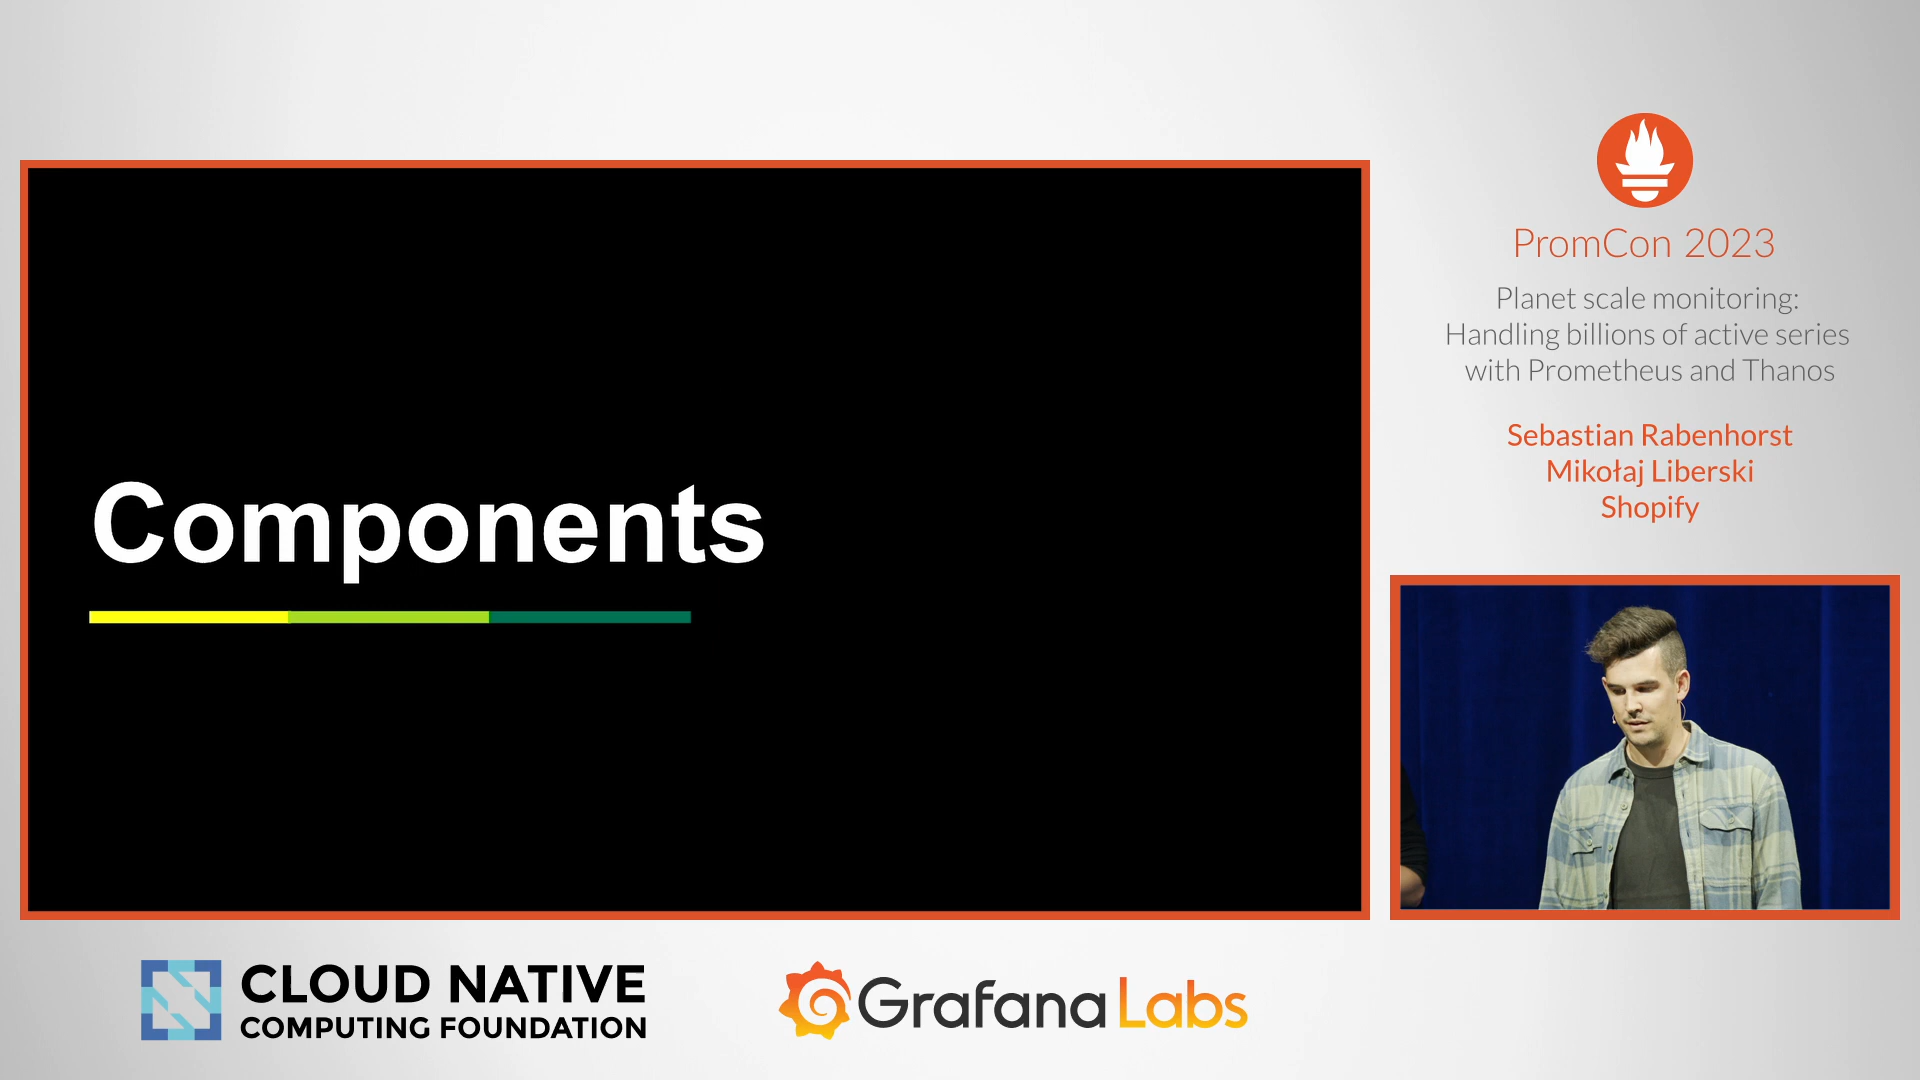 Components
PromCon 2023
Planet scale monitoring:
Handling billions of active series
with Prometheus and Thanos
Sebastian Rabenhorst
Mikołaj Liberski
Shopify
CLOUD NATIVE
COMPUTING FOUNDATION
Grafana Labs